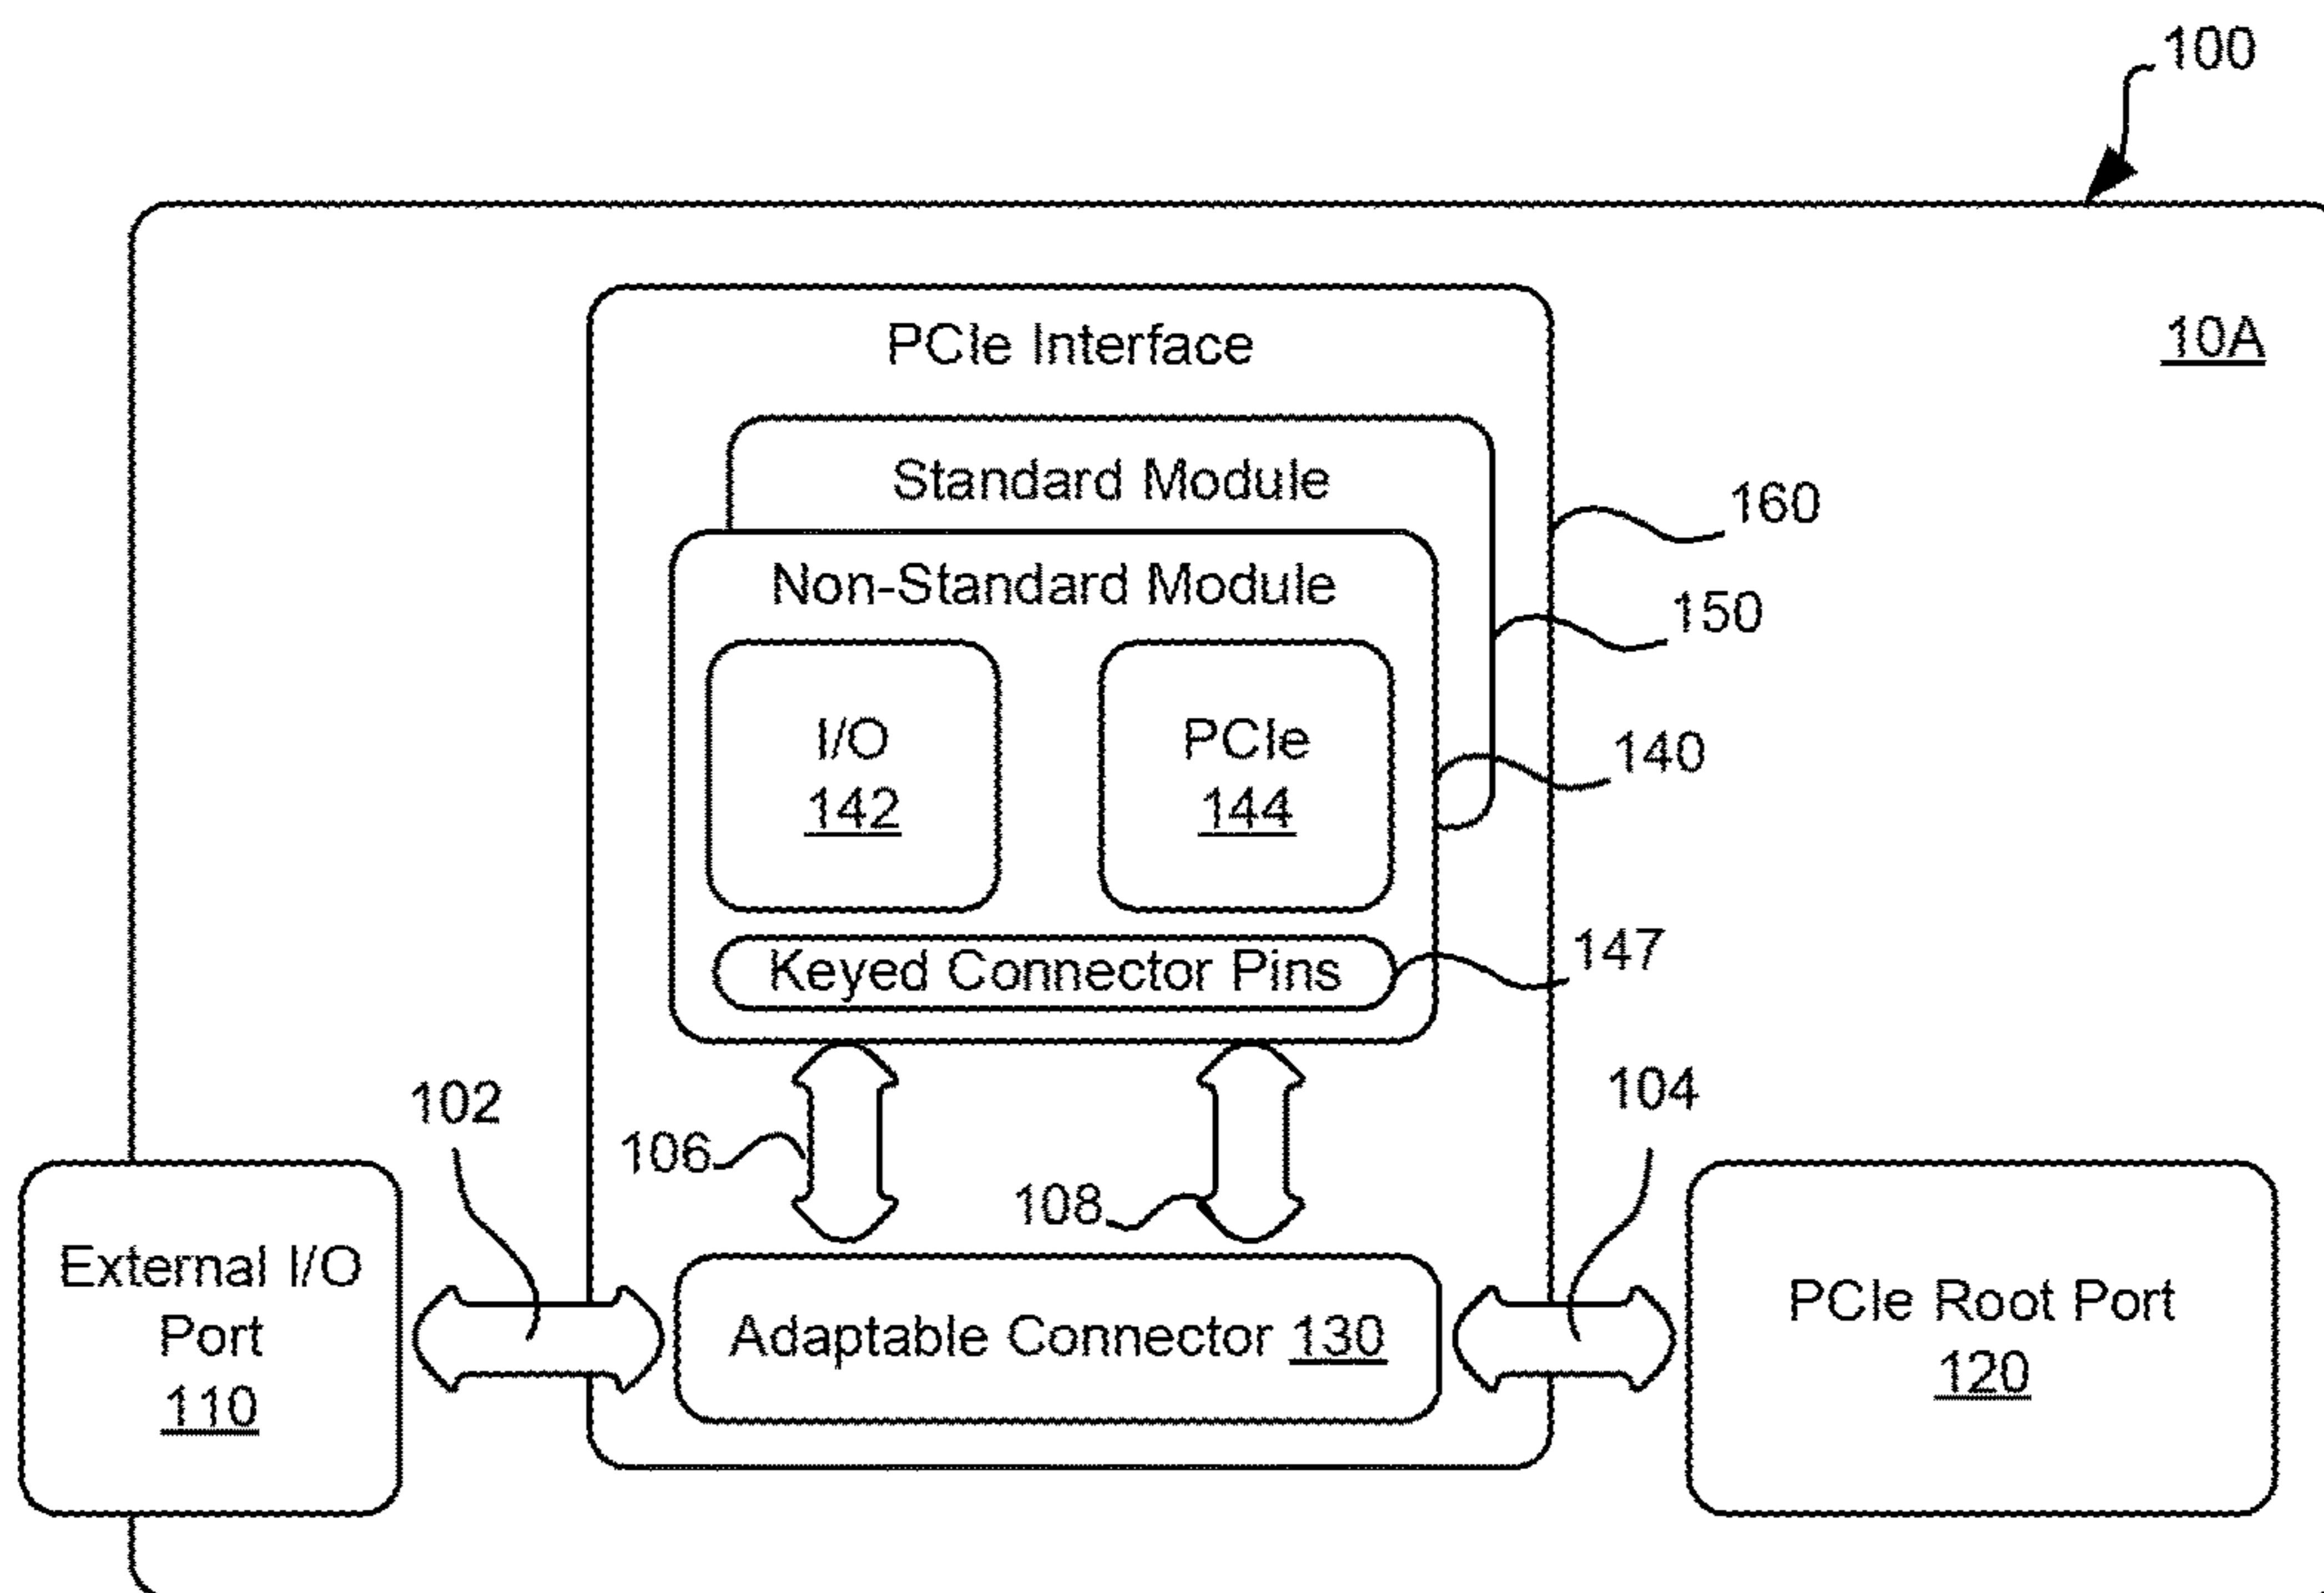 100
10A
PCIe Interface
Standard Module
160
Non-Standard Module
150
I/O
142
PCIe
144
140
Keyed Connector Pins
147
102
106
108
104
External I/O
Port
110
Adaptable Connector 130
PCIe Root Port
120